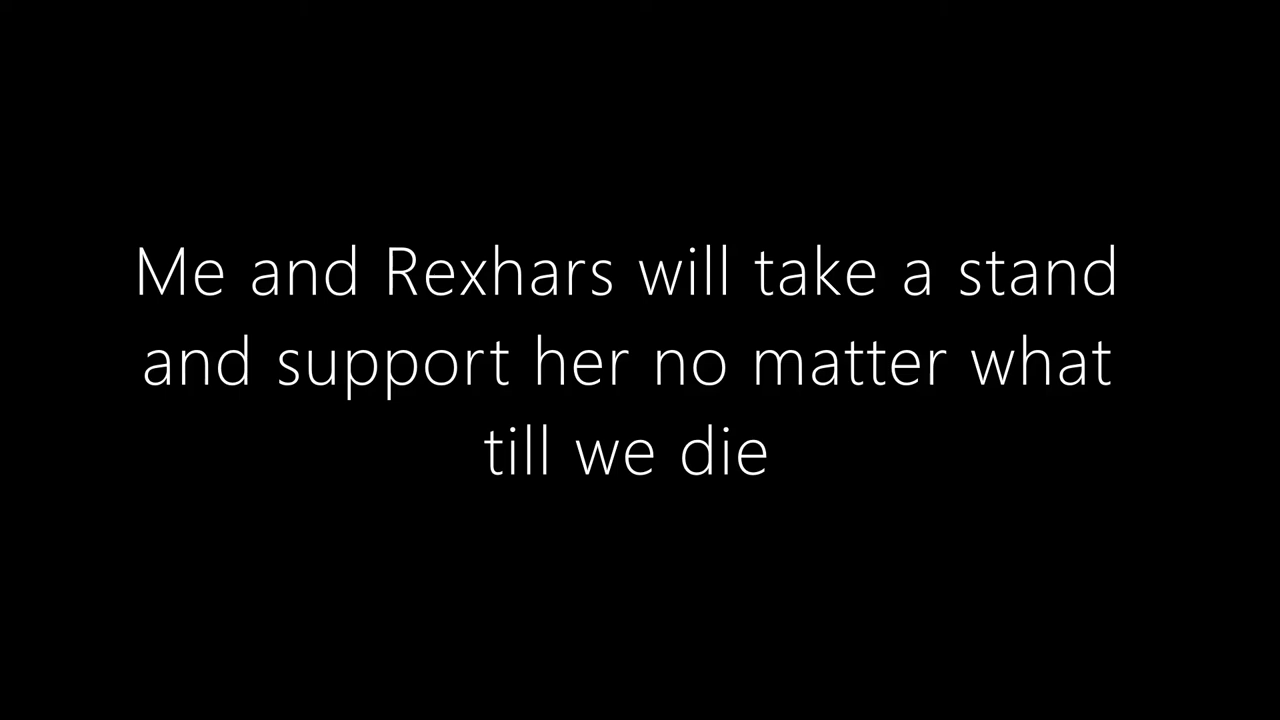 Me and Rexhars will take a stand
and support her no matter what
till we die